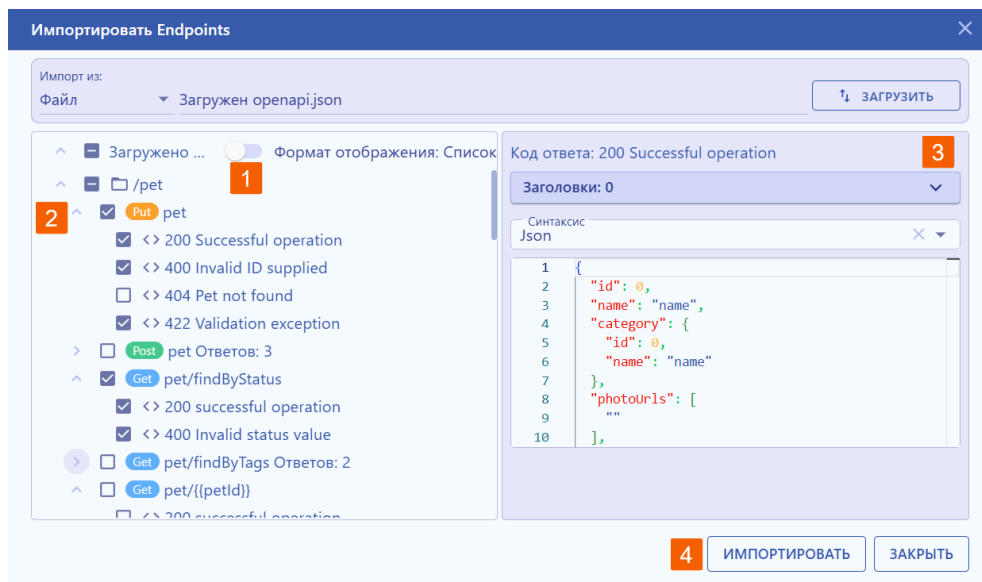 Импортировать Endpoints
Импорт из:
Файл Загружен openapi.json ЗАГРУЗИТЬ
Загружено ... Формат отображения: Список
1
/pet
2
Put pet
<> 200 Successful operation
<> 400 Invalid ID supplied
<> 404 Pet not found
<> 422 Validation exception
Post pet Ответов: 3
Get pet/findByStatus
<> 200 successful operation
<> 400 Invalid status value
Get pet/findByTags Ответов: 2
Get pet/{{petId}}
<> 200 successful operation
Код ответа: 200 Successful operation
3
Заголовки: 0
Синтаксис
Json
1 {
2 "id": 0,
3 "name": "name",
4 "category": {
5 "id": 0,
6 "name": "name"
7 },
8 "photoUrls": [
9 ""
10 ],
4 ИМПОРТИРОВАТЬ ЗАКРЫТЬ